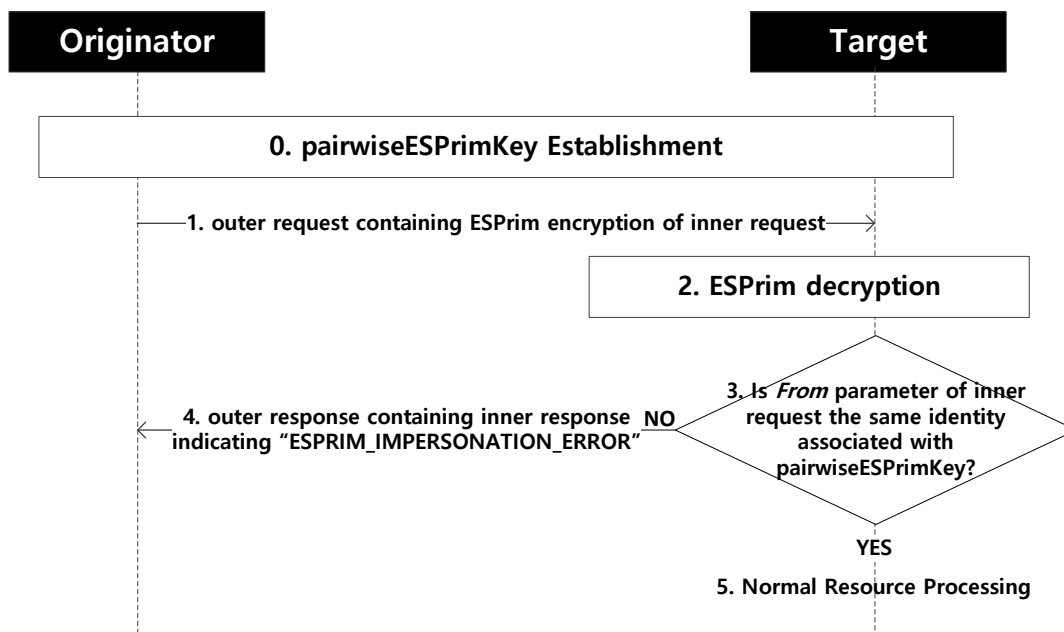 Originator
Target
0. pairwiseESPrimKey Establishment
1. outer request containing ESPrim encryption of inner request
2. ESPrim decryption
3. Is From parameter of inner
request the same identity
associated with
pairwiseESPrimKey?
4. outer response containing inner response
indicating “ESPRIM_IMPERSONATION_ERROR”
NO
YES
5. Normal Resource Processing